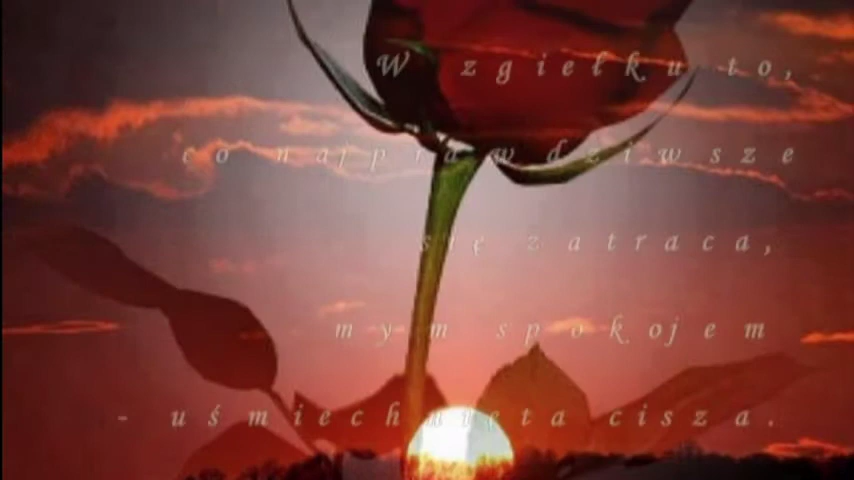 W zgiełku to,
co najprawdziwsze
się zatraca,
mym spokojem
- uśmiechnięta cisza.